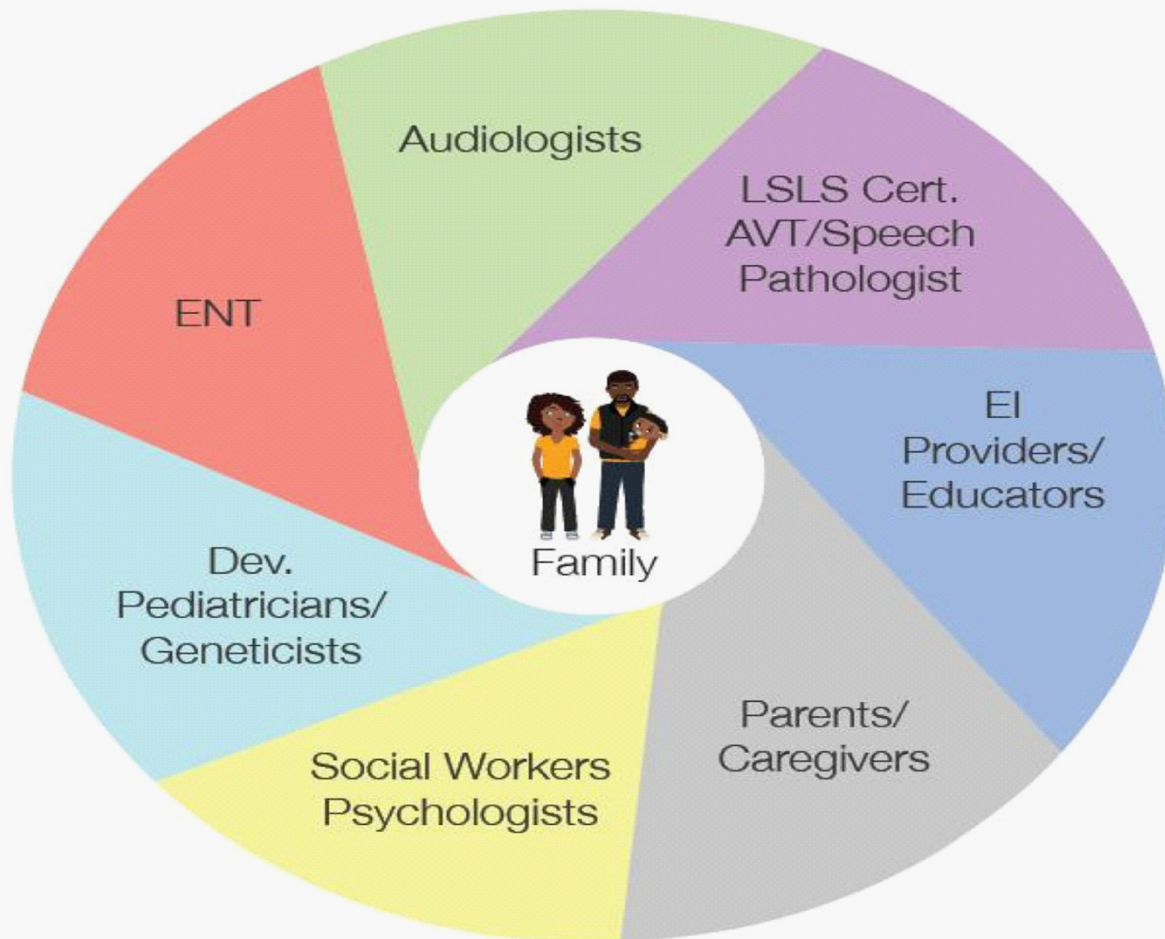 Audiologists
LSLS Cert.
AVT/Speech
Pathologist
ENT
EI
Providers/
Educators
Family
Dev.
Pediatricians/
Geneticists
Parents/
Caregivers
Social Workers
Psychologists